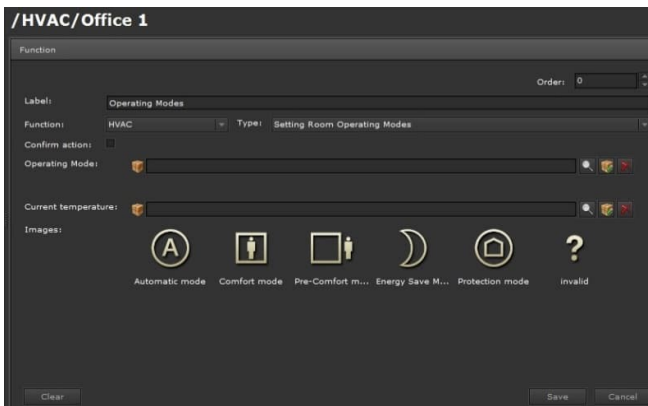 /HVAC/Office 1
Function
Order: 0
Label: Operating Modes
Function: HVAC Type: Setting Room Operating Modes
Confirm action:
Operating Mode:
Current temperature:
Images:
A
Automatic mode Comfort mode Pre-Comfort m... Energy Save M... Protection mode invalid
Clear Save Cancel